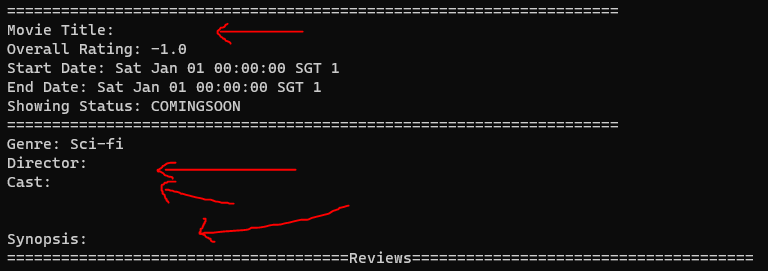 ====================================================================
Movie Title:
Overall Rating: -1.0
Start Date: Sat Jan 01 00:00:00 SGT 1
End Date: Sat Jan 01 00:00:00 SGT 1
Showing Status: COMINGSOON
====================================================================
Genre: Sci-fi
Director:
Cast:
Synopsis:
======================================Reviews======================================